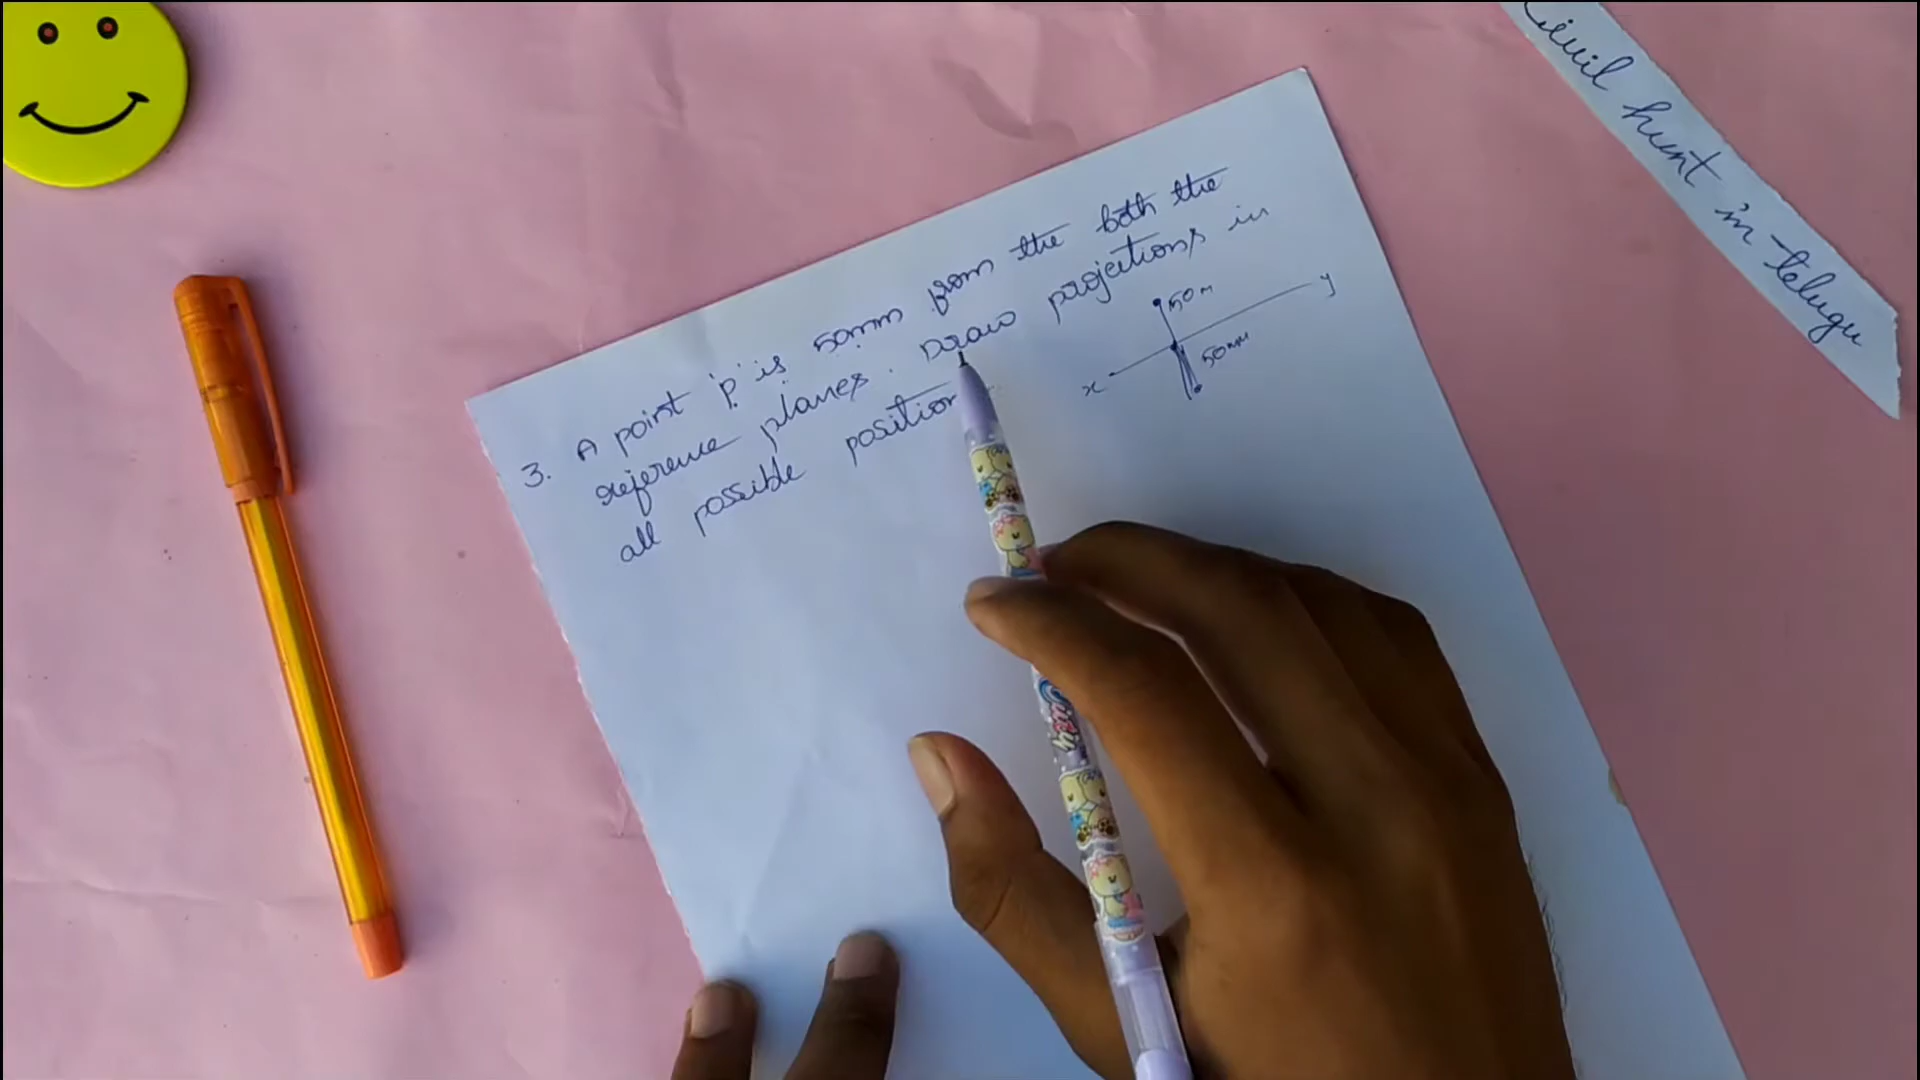 3. A point 'p' is 50mm from the both the
reference planes. Draw projections in
all possible position
50m
50mm
x
y
Civil hunt in telugu